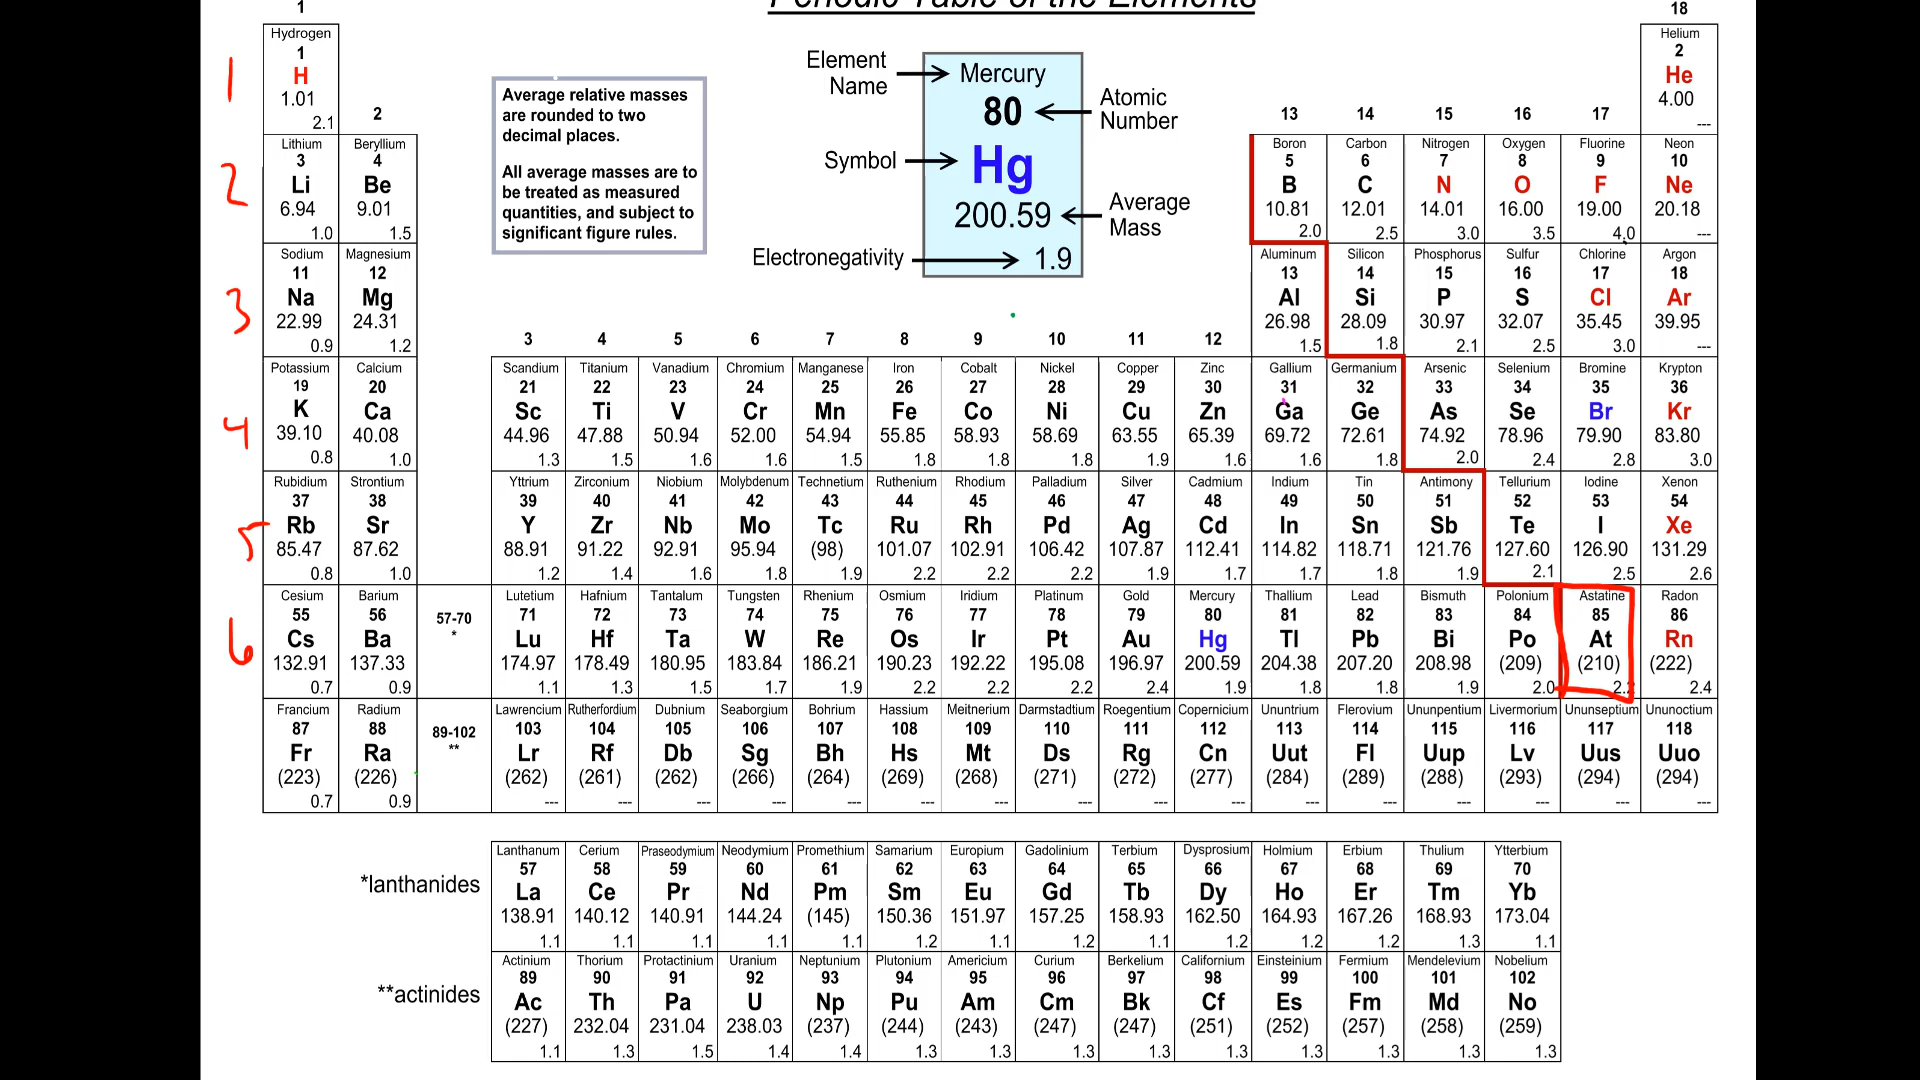 Periodic Table of the Elements
1 18
Hydrogen Helium
1 2
H He
1.01 4.00
2.1 ---
1
2 13 14 15 16 17
Element Name
Mercury
80
Atomic Number
Symbol
Hg
200.59
Average Mass
Electronegativity
1.9
Average relative masses
are rounded to two
decimal places.
All average masses are to
be treated as measured
quantities, and subject to
significant figure rules.
Lithium Beryllium Boron Carbon Nitrogen Oxygen Fluorine Neon
3 4 5 6 7 8 9 10
2 Li Be B C N O F Ne
6.94 9.01 10.81 12.01 14.01 16.00 19.00 20.18
1.0 1.5 2.0 2.5 3.0 3.5 4.0 ---
Sodium Magnesium Aluminum Silicon Phosphorus Sulfur Chlorine Argon
11 12 13 14 15 16 17 18
3 Na Mg Al Si P S Cl Ar
22.99 24.31 26.98 28.09 30.97 32.07 35.45 39.95
0.9 1.2 1.5 1.8 2.1 2.5 3.0 ---
3 4 5 6 7 8 9 10 11 12
Potassium Calcium Scandium Titanium Vanadium Chromium Manganese Iron Cobalt Nickel Copper Zinc Gallium Germanium Arsenic Selenium Bromine Krypton
19 20 21 22 23 24 25 26 27 28 29 30 31 32 33 34 35 36
4 K Ca Sc Ti V Cr Mn Fe Co Ni Cu Zn Ga Ge As Se Br Kr
39.10 40.08 44.96 47.88 50.94 52.00 54.94 55.85 58.93 58.69 63.55 65.39 69.72 72.61 74.92 78.96 79.90 83.80
0.8 1.0 1.3 1.5 1.6 1.6 1.5 1.8 1.8 1.8 1.9 1.6 1.6 1.8 2.0 2.4 2.8 3.0
Rubidium Strontium Yttrium Zirconium Niobium Molybdenum Technetium Ruthenium Rhodium Palladium Silver Cadmium Indium Tin Antimony Tellurium Iodine Xenon
37 38 39 40 41 42 43 44 45 46 47 48 49 50 51 52 53 54
5 Rb Sr Y Zr Nb Mo Tc Ru Rh Pd Ag Cd In Sn Sb Te I Xe
85.47 87.62 88.91 91.22 92.91 95.94 (98) 101.07 102.91 106.42 107.87 112.41 114.82 118.71 121.76 127.60 126.90 131.29
0.8 1.0 1.2 1.4 1.6 1.8 1.9 2.2 2.2 2.2 1.9 1.7 1.7 1.8 1.9 2.1 2.5 2.6
Cesium Barium Lutetium Hafnium Tantalum Tungsten Rhenium Osmium Iridium Platinum Gold Mercury Thallium Lead Bismuth Polonium Astatine Radon
55 56 57-70 71 72 73 74 75 76 77 78 79 80 81 82 83 84 85 86
6 Cs Ba * Lu Hf Ta W Re Os Ir Pt Au Hg Tl Pb Bi Po At Rn
132.91 137.33 174.97 178.49 180.95 183.84 186.21 190.23 192.22 195.08 196.97 200.59 204.38 207.20 208.98 (209) (210) (222)
0.7 0.9 1.1 1.3 1.5 1.7 1.9 2.2 2.2 2.2 2.4 1.9 1.8 1.8 1.9 2.0 2.2 2.4
Francium Radium Lawrencium Rutherfordium Dubnium Seaborgium Bohrium Hassium Meitnerium Darmstadtium Roegentium Copernicium Ununtrium Flerovium Ununpentium Livermorium Ununseptium Ununoctium
87 88 89-102 103 104 105 106 107 108 109 110 111 112 113 114 115 116 117 118
Fr Ra ** Lr Rf Db Sg Bh Hs Mt Ds Rg Cn Uut Fl Uup Lv Uus Uuo
(223) (226) (262) (261) (262) (266) (264) (269) (268) (271) (272) (277) (284) (289) (288) (293) (294) (294)
0.7 0.9 --- --- --- --- --- --- --- --- --- --- --- --- --- --- --- ---
Lanthanum Cerium Praseodymium Neodymium Promethium Samarium Europium Gadolinium Terbium Dysprosium Holmium Erbium Thulium Ytterbium
57 58 59 60 61 62 63 64 65 66 67 68 69 70
*lanthanides La Ce Pr Nd Pm Sm Eu Gd Tb Dy Ho Er Tm Yb
138.91 140.12 140.91 144.24 (145) 150.36 151.97 157.25 158.93 162.50 164.93 167.26 168.93 173.04
1.1 1.1 1.1 1.1 1.1 1.2 1.1 1.2 1.1 1.2 1.2 1.2 1.3 1.1
Actinium Thorium Protactinium Uranium Neptunium Plutonium Americium Curium Berkelium Californium Einsteinium Fermium Mendelevium Nobelium
89 90 91 92 93 94 95 96 97 98 99 100 101 102
**actinides Ac Th Pa U Np Pu Am Cm Bk Cf Es Fm Md No
(227) 232.04 231.04 238.03 (237) (244) (243) (247) (247) (251) (252) (257) (258) (259)
1.1 1.3 1.5 1.4 1.4 1.3 1.3 1.3 1.3 1.3 1.3 1.3 1.3 1.3